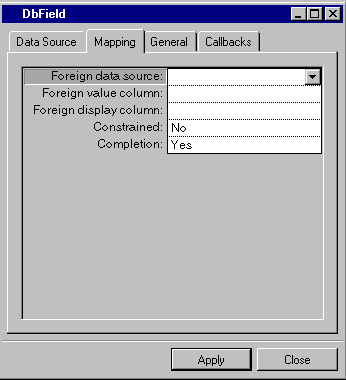 DbField
Data Source Mapping General Callbacks
Foreign data source:
Foreign value column:
Foreign display column:
Constrained: No
Completion: Yes
Apply Close